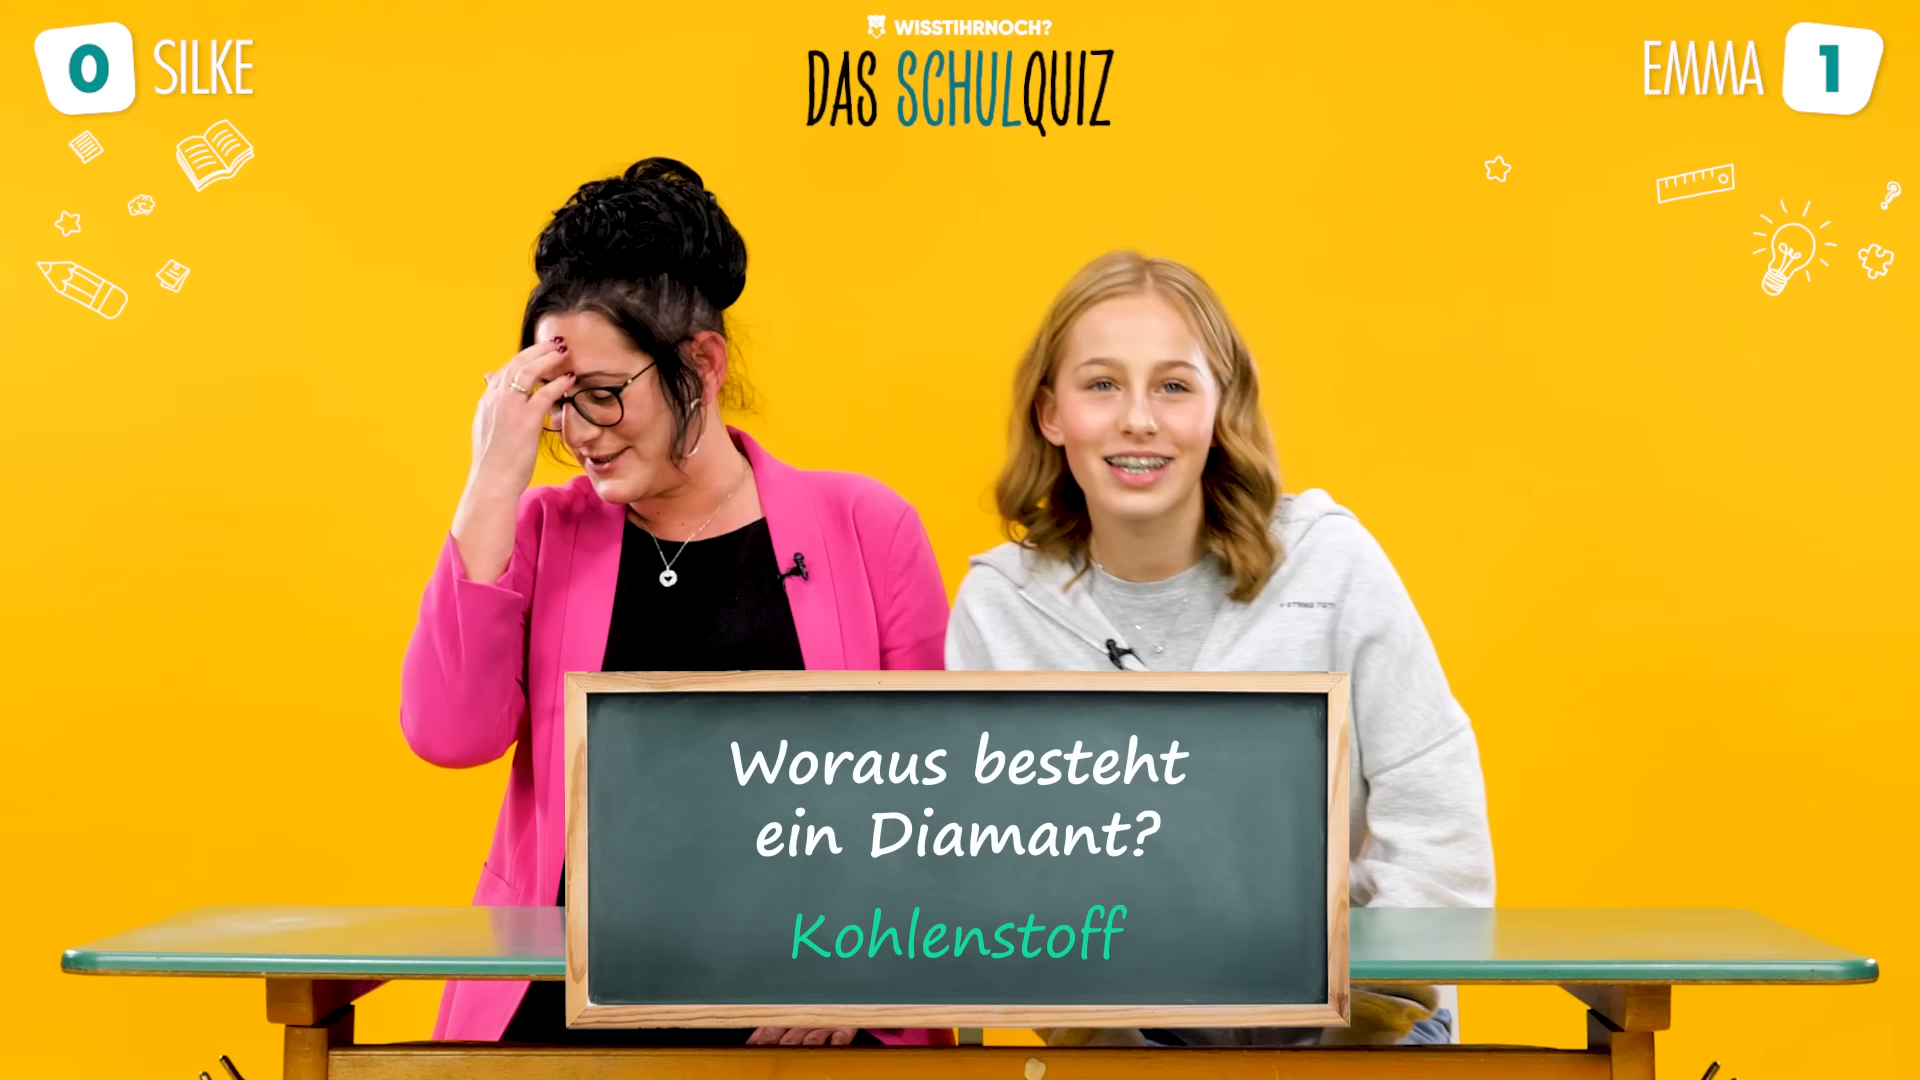 0 SILKE
WISSTIHRNOCH?
DAS SCHULQUIZ
EMMA 1
Woraus besteht
ein Diamant?
Kohlenstoff